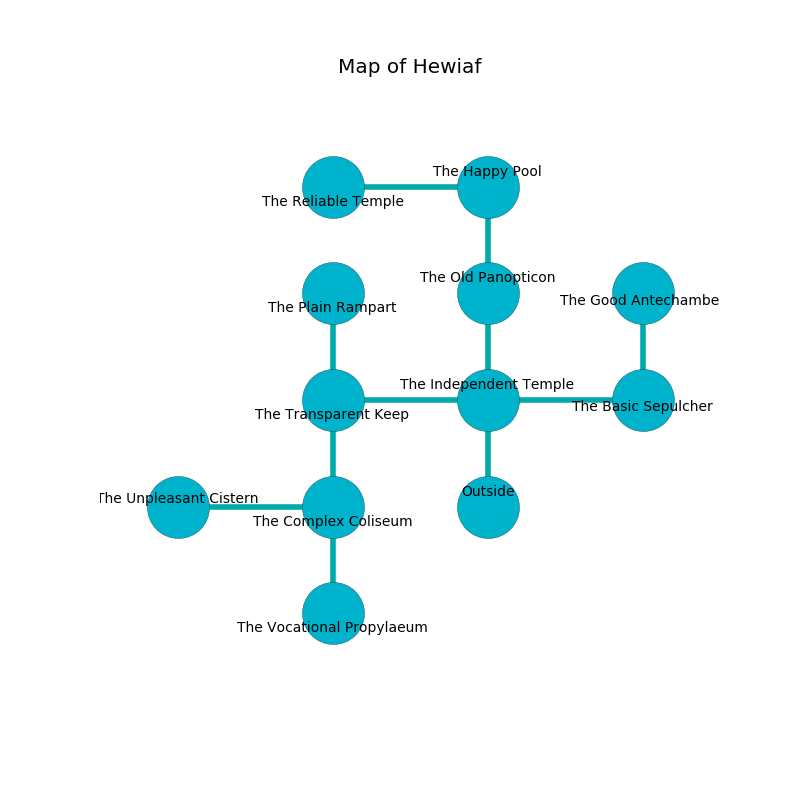 Map of Hewiaf
The Happy Pool
The Reliable Temple
The Old Panopticon
The Good Antechambe
The Plain Rampart
The Independent Temple
The Basic Sepulcher
The Transparent Keep
Outside
The Unpleasant Cistern
The Complex Coliseum
The Vocational Propylaeum